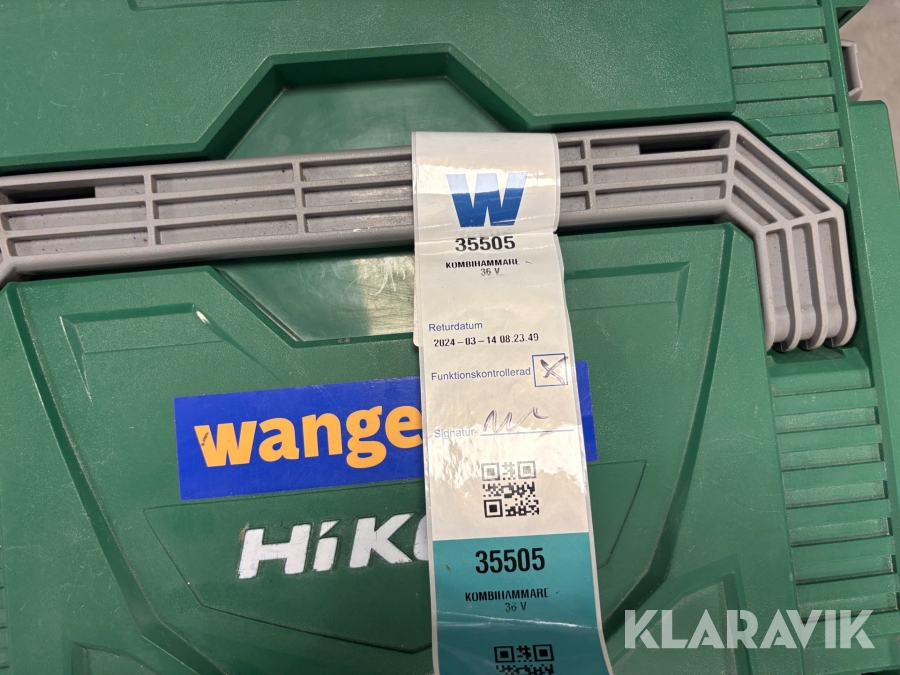 W
35505
KOMBIHAMMARE
36 V
Returdatum
2024-03-14 08.23.49
Funktionskontrollerad
Signatur
wange
HiK
35505
KOMBIHAMMARE
36 V
KLARAVIK